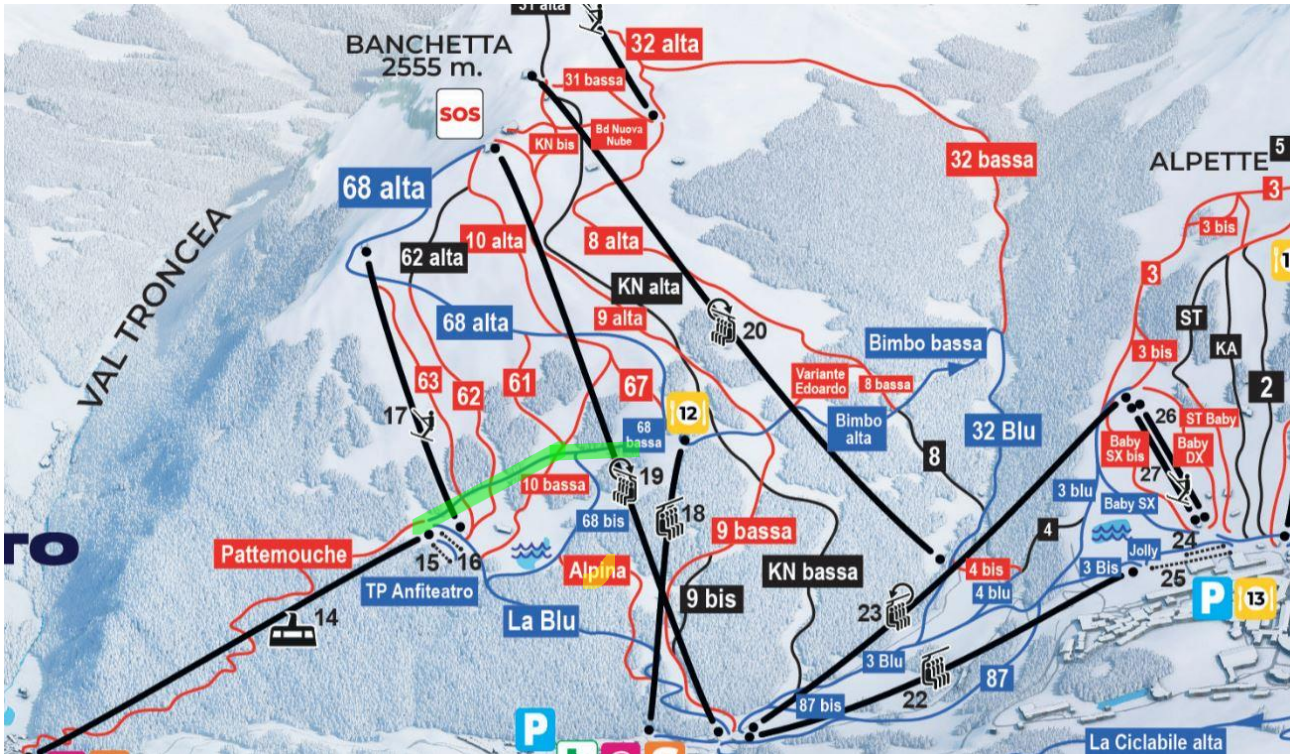 31 alta
BANCHETTA
2555 m.
SOS
32 alta
31 bassa
KN bis
Bd Nuova
Nube
32 bassa
ALPETTE
5
3
3 bis
68 alta
VAL TRONCEA
62 alta
10 alta
8 alta
KN alta
3
68 alta
9 alta
20
Bimbo bassa
ST
KA
3 bis
2
63
62
61
67
12
Variante
Edoardo
8 bassa
17
68
bassa
Bimbo
alta
32 Blu
26
ST Baby
8
Baby
SX bis
Baby
DX
27
10 bassa
19
18
3 blu
Baby SX
68 bis
9 bassa
4
TO
Pattemouche
15
16
Alpina
KN bassa
24
Jolly
25
4 bis
3 Bis
4 blu
TP Anfiteatro
14
9 bis
23
P
13
La Blu
3 Blu
22
87
87 bis
P
La Ciclabile alta